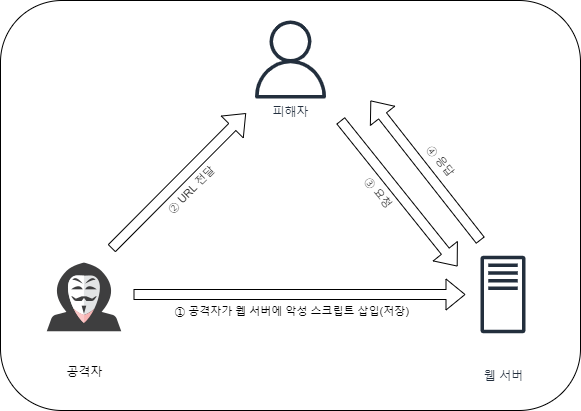 피해자
② URL 전달
④ 응답
③ 요청
① 공격자가 웹 서버에 악성 스크립트 삽입(저장)
공격자
웹 서버